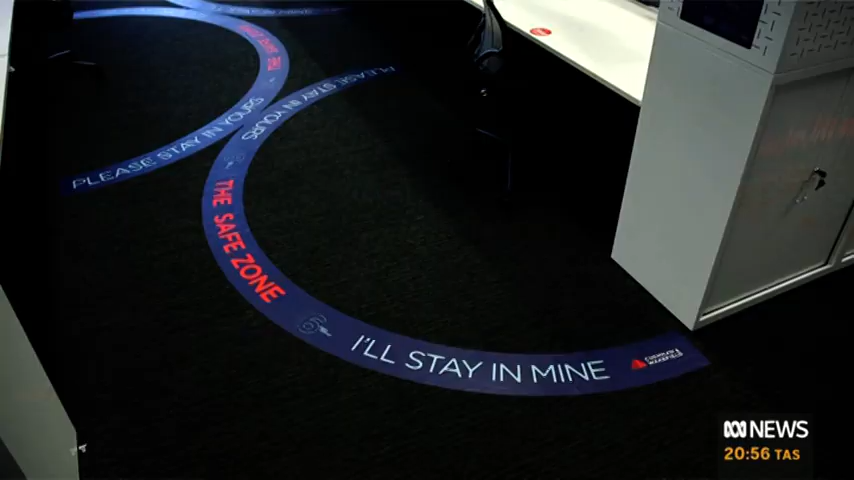 PLEASE STAY IN YOURS
PLEASE STAY IN YOURS
THE SAFE ZONE
6
I'LL STAY IN MINE
CUSHMAN & WAKEFIELD
NEWS
20:56 TAS